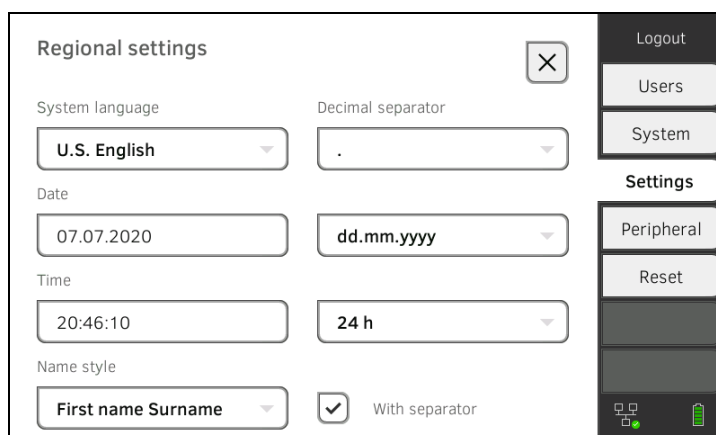 Regional settings
System language
Decimal separator
U.S. English
.
Date
07.07.2020
dd.mm.yyyy
Time
20:46:10
24 h
Name style
First name Surname
With separator
Logout
Users
System
Settings
Peripheral
Reset